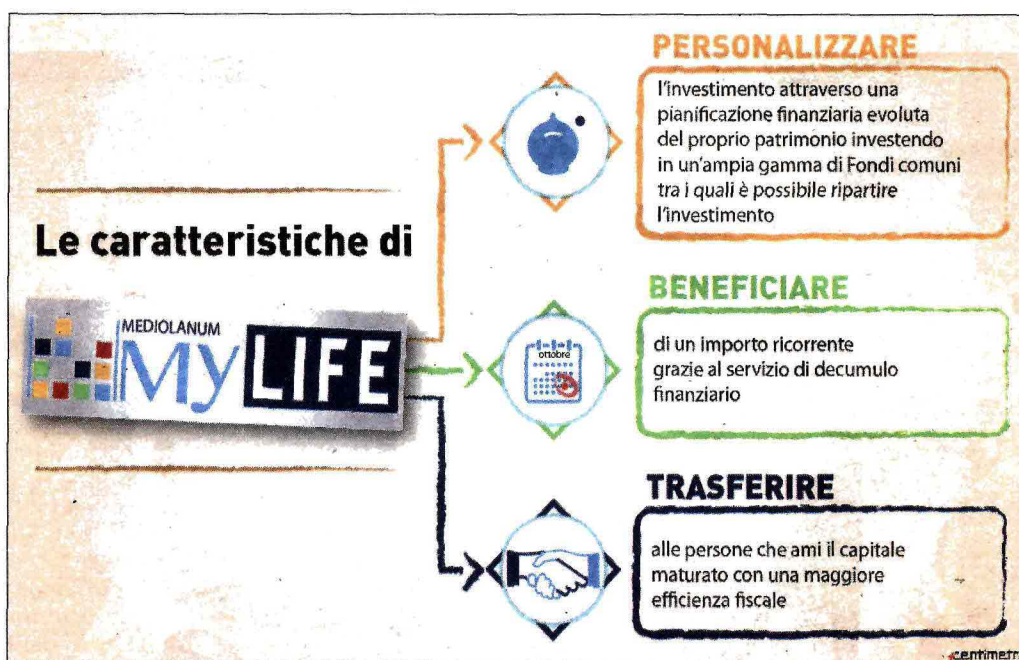 PERSONALIZZARE
l'investimento attraverso una
pianificazione finanziaria evoluta
del proprio patrimonio investendo
in un'ampia gamma di Fondi comuni
tra i quali è possibile ripartire
l'investimento
Le caratteristiche di
MEDIOLANUM
My LIFE
BENEFICIARE
ottobre
di un importo ricorrente
grazie al servizio di decumulo
finanziario
TRASFERIRE
alle persone che ami il capitale
maturato con una maggiore
efficienza fiscale
centimetri